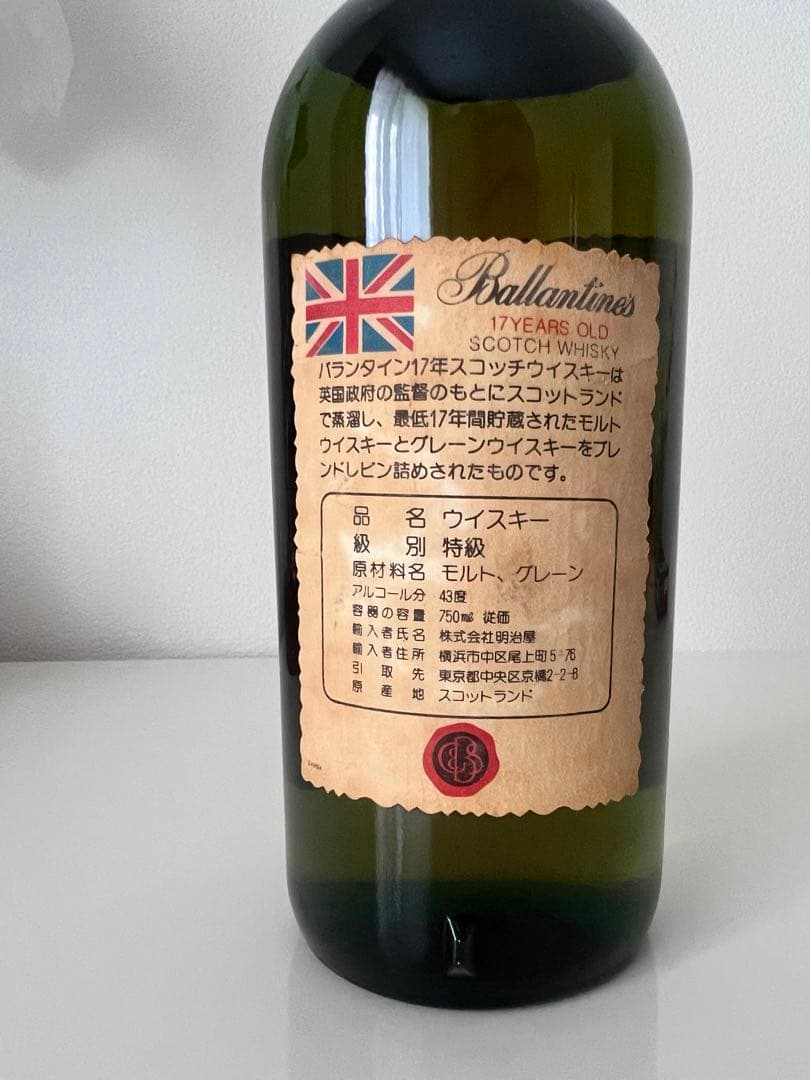 Ballantine's
17 YEARS OLD
SCOTCH WHISKY
バランタイン17年スコッチウイスキーは
英国政府の監督のもとにスコットランド
で蒸溜し、最低17年間貯蔵されたモルト
ウイスキーとグレーンウイスキーをブレ
ンドしビン詰めされたものです。
品名 ウイスキー
級別 特級
原材料名 モルト、グレーン
アルコール分 43度
容器の容量 750㎖ 従価
輸入者氏名 株式会社明治屋
輸入者住所 横浜市中区尾上町5-76
引取先 東京都中央区京橋2-2-8
原産地 スコットランド